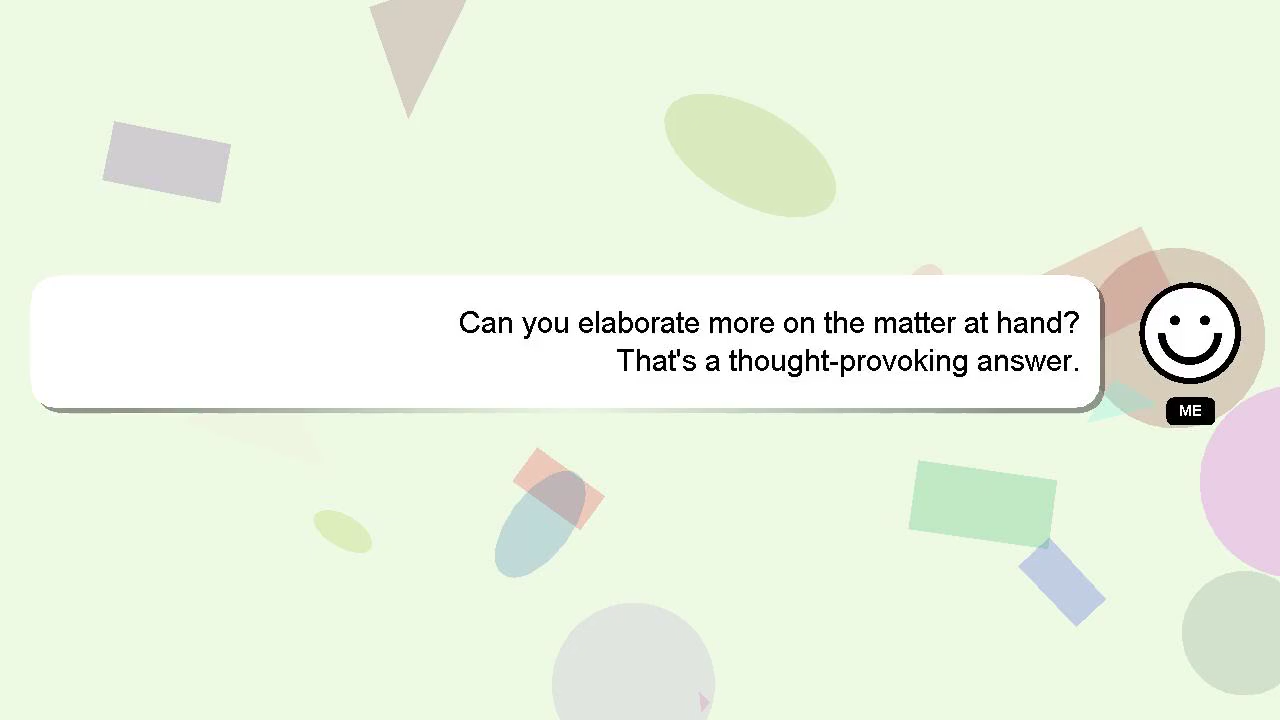 Can you elaborate more on the matter at hand?
That's a thought-provoking answer.
ME